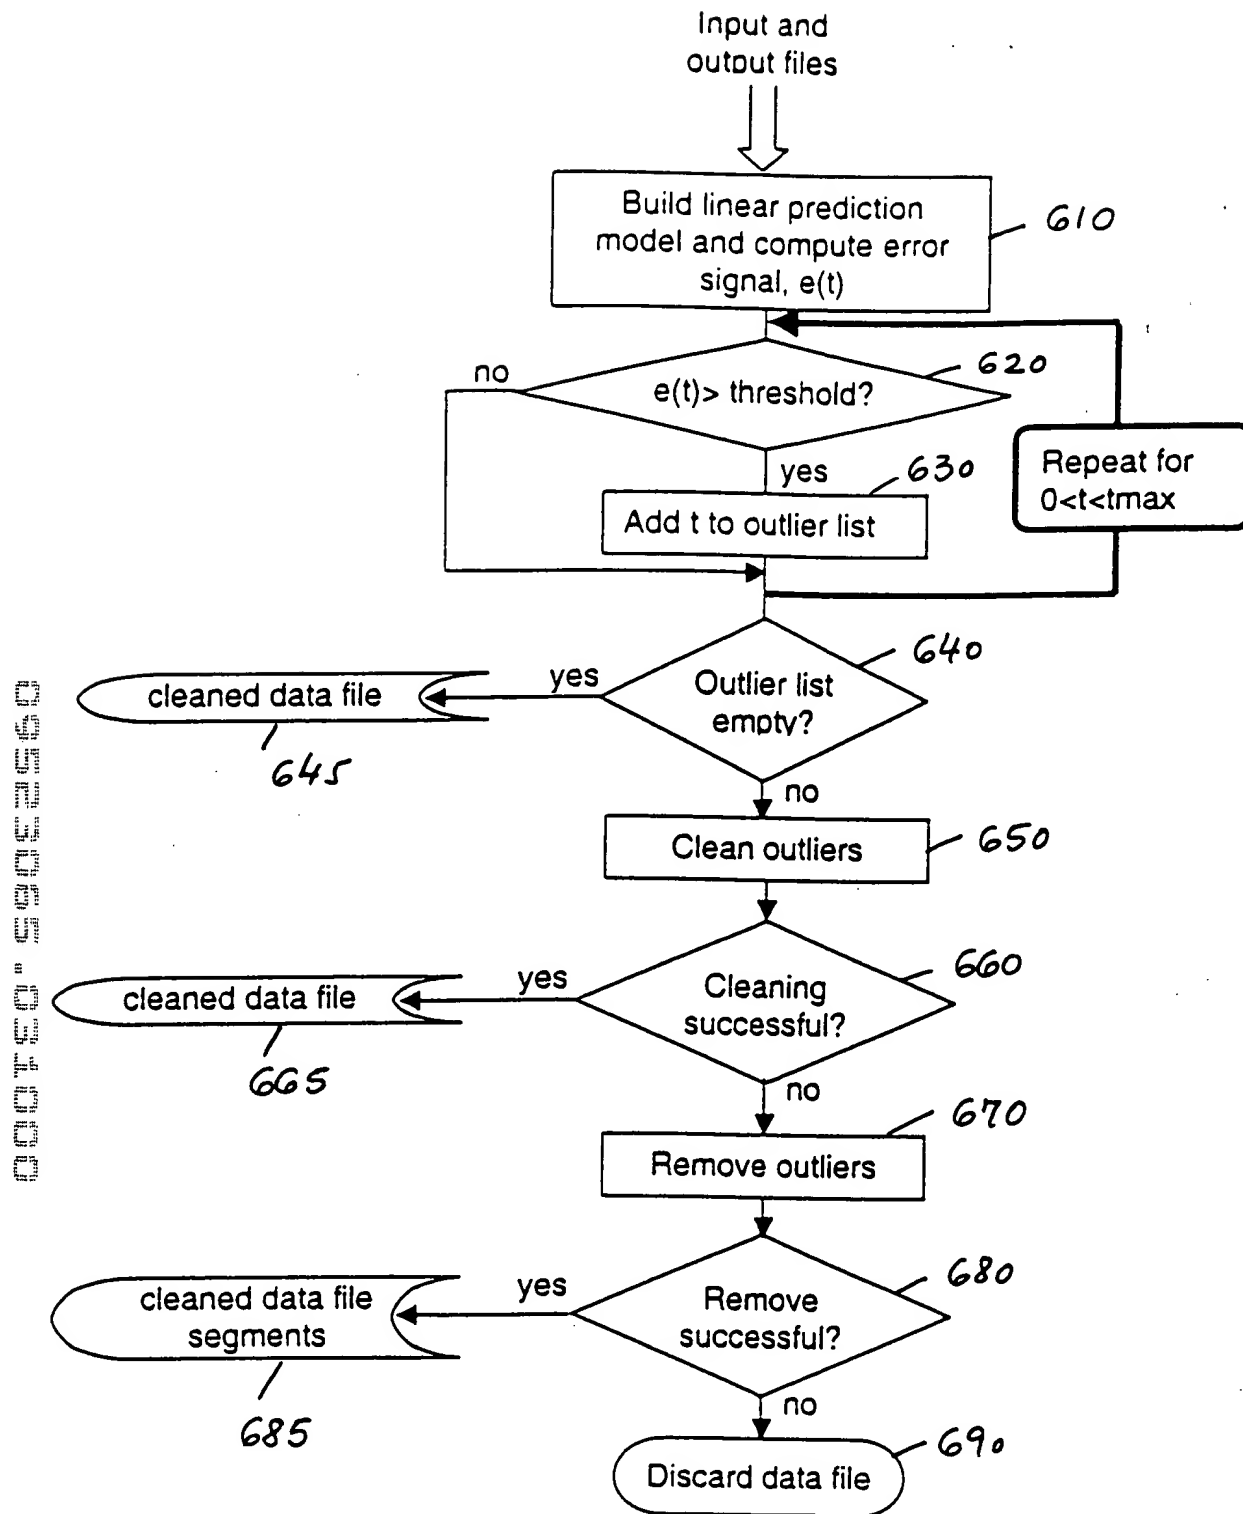 Input and
output files
Build linear prediction
model and compute error
signal, e(t)
610
no
e(t)> threshold?
620
yes
630
Repeat for
0<t<tmax
Add t to outlier list
640
cleaned data file
yes
Outlier list
empty?
645
no
Clean outliers
650
660
cleaned data file
yes
Cleaning
successful?
665
no
670
Remove outliers
680
cleaned data file
segments
yes
Remove
successful?
685
no
690
Discard data file
09523065.031000